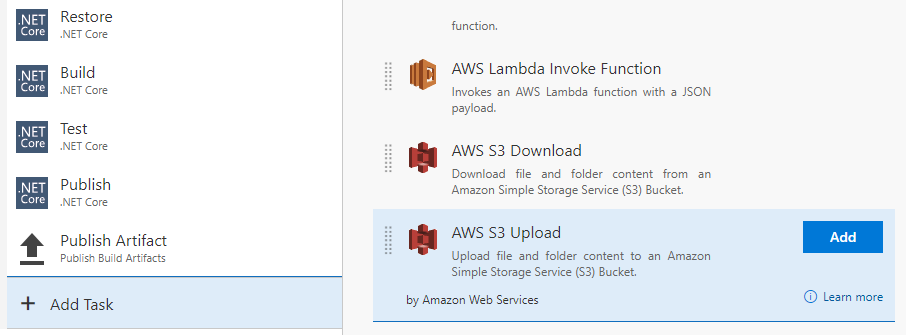 .NET
Core
Restore
.NET Core
.NET
Core
Build
.NET Core
.NET
Core
Test
.NET Core
.NET
Core
Publish
.NET Core
Publish Artifact
Publish Build Artifacts
+ Add Task
function.
AWS Lambda Invoke Function
Invokes an AWS Lambda function with a JSON
payload.
AWS S3 Download
Download file and folder content from an
Amazon Simple Storage Service (S3) Bucket.
AWS S3 Upload
Add
Upload file and folder content to an Amazon
Simple Storage Service (S3) Bucket.
by Amazon Web Services
Learn more